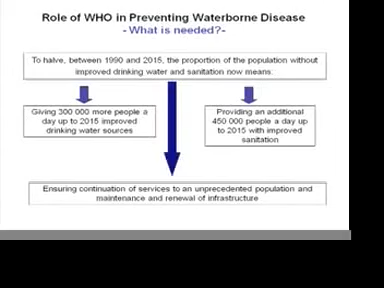 Role of WHO in Preventing Waterborne Disease
- What is needed?-
To halve, between 1990 and 2015, the proportion of the population without
improved drinking water and sanitation now means:
Giving 300 000 more people a
day up to 2015 improved
drinking water sources
Providing an additional
450 000 people a day up
to 2015 with improved
sanitation
Ensuring continuation of services to an unprecedented population and
maintenance and renewal of infrastructure